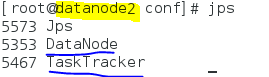 [root@datanode2 conf]# jps
5573 Jps
5353 DataNode
5467 TaskTracker